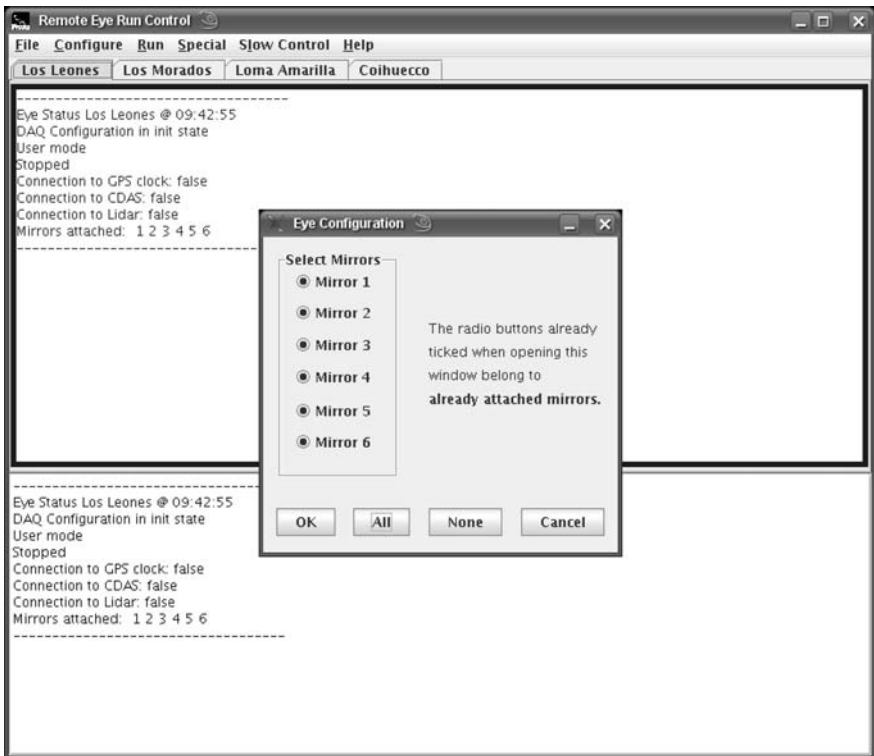 Remote Eye Run Control
File Configure Run Special Slow Control Help
Los Leones Los Morados Loma Amarilla Coihuecco
-----------------------------------
Eye Status Los Leones @ 09:42:55
DAQ Configuration in init state
User mode
Stopped
Connection to GPS clock: false
Connection to CDAS: false
Connection to Lidar: false
Mirrors attached: 1 2 3 4 5 6
-----------------------------------
Eye Configuration
Select Mirrors
Mirror 1
Mirror 2
Mirror 3
Mirror 4
Mirror 5
Mirror 6
The radio buttons already
ticked when opening this
window belong to
already attached mirrors.
OK All None Cancel
-----------------------------------
Eye Status Los Leones @ 09:42:55
DAQ Configuration in init state
User mode
Stopped
Connection to GPS clock: false
Connection to CDAS: false
Connection to Lidar: false
Mirrors attached: 1 2 3 4 5 6
-----------------------------------